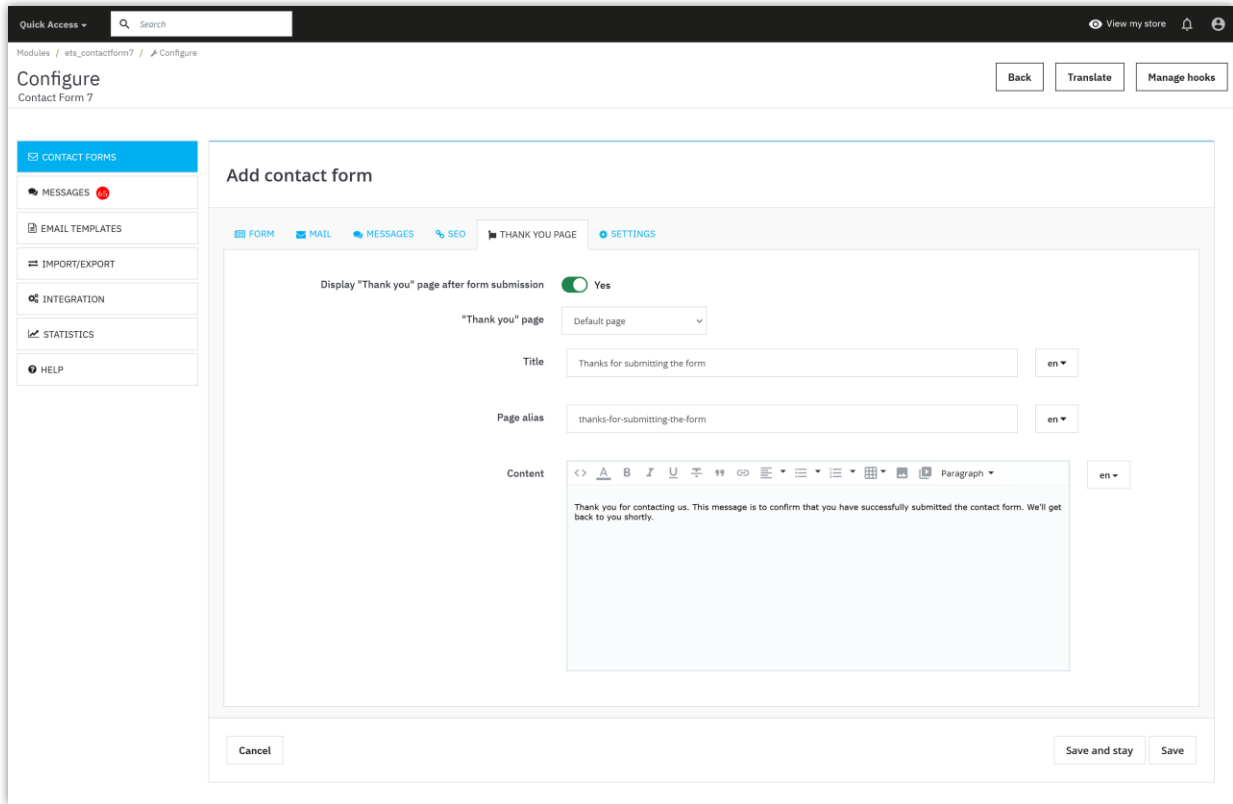 Quick Access
Search
View my store
Modules / ets_contactform7 / Configure
Configure
Contact Form 7
Back
Translate
Manage hooks
CONTACT FORMS
MESSAGES 65
EMAIL TEMPLATES
IMPORT/EXPORT
INTEGRATION
STATISTICS
HELP
Add contact form
FORM MAIL MESSAGES SEO THANK YOU PAGE SETTINGS
Display "Thank you" page after form submission Yes
"Thank you" page Default page
Title Thanks for submitting the form en
Page alias thanks-for-submitting-the-form en
Content Paragraph en
Thank you for contacting us. This message is to confirm that you have successfully submitted the contact form. We'll get
back to you shortly.
Cancel
Save and stay
Save